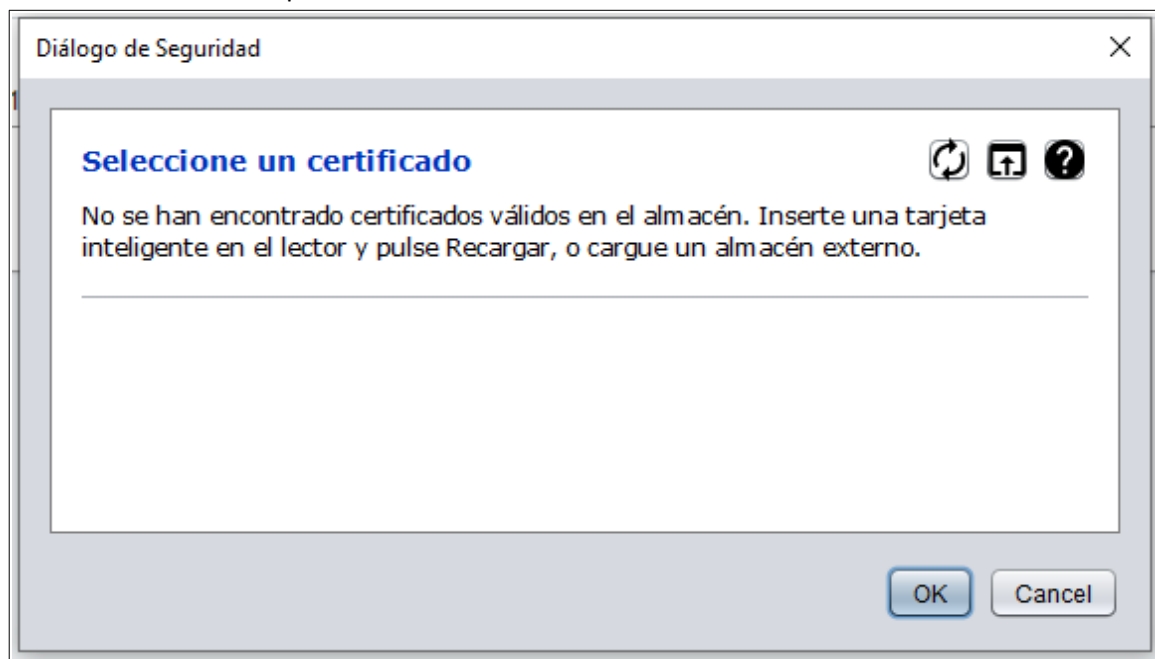 Diálogo de Seguridad
Seleccione un certificado
No se han encontrado certificados válidos en el almacén. Inserte una tarjeta
inteligente en el lector y pulse Recargar, o cargue un almacén externo.
OK Cancel